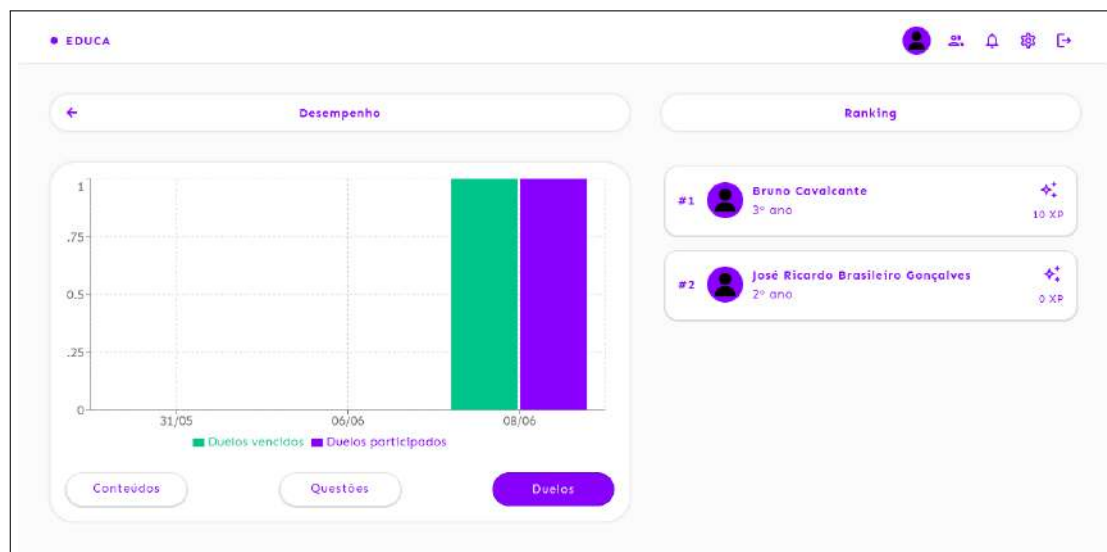 EDUCA
Desempenho
1
.75
0.5
.25
0
31/05 06/06 08/06
Duelos vencidos Duelos participados
Conteúdos Questões Duelos
Ranking
#1 Bruno Cavalcante
3º ano
10 XP
#2 José Ricardo Brasileiro Gonçalves
2º ano
0 XP